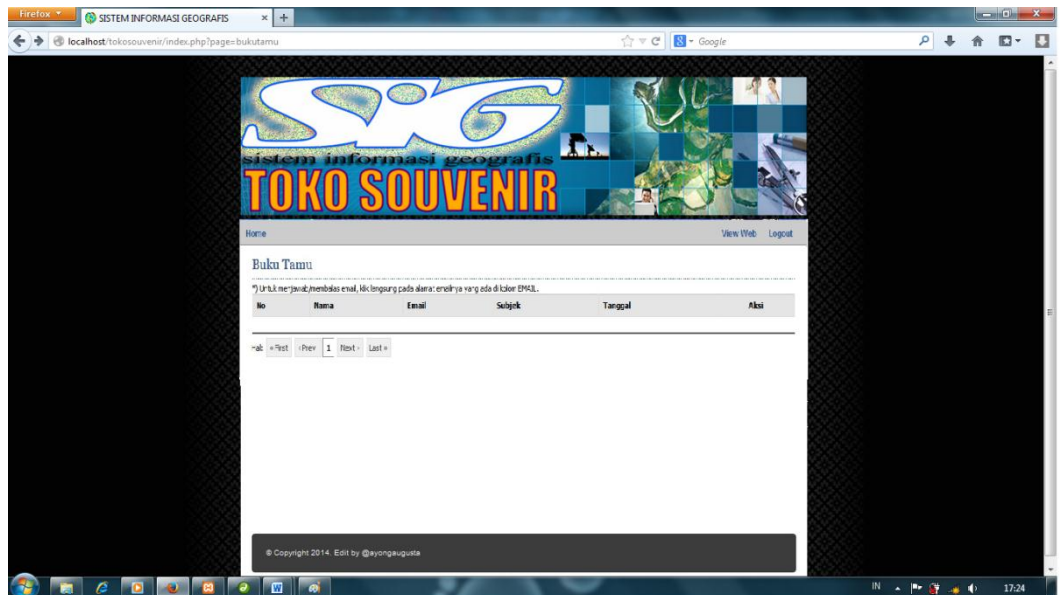 Firefox
SISTEM INFORMASI GEOGRAFIS
localhost/tokosouvenir/index.php?page=bukutamu
Google
SiG
sistem informasi geografis
TOKO SOUVENIR
Home View Web Logout
Buku Tamu
*) Untuk menjawab/membalas email, klik langsung pada alamat emailnya yang ada di kolom EMAIL.
No Nama Email Subjek Tanggal Aksi
Hal: « First ‹ Prev 1 Next › Last »
© Copyright 2014. Edit by @ayongaugusta
IN 17:24